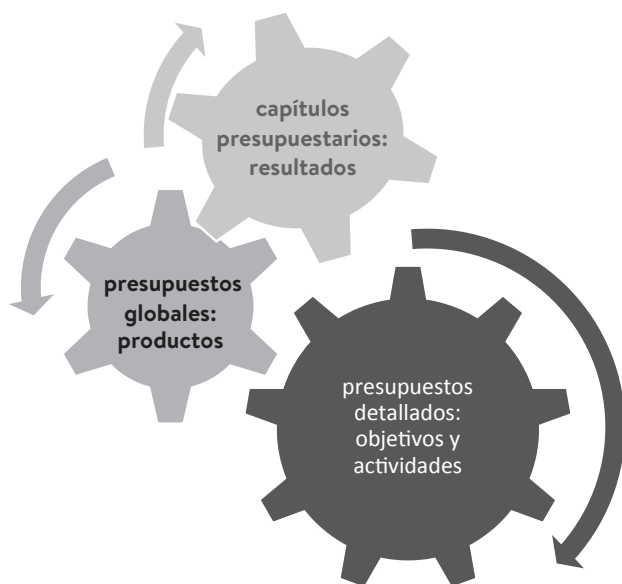 capítulos
presupuestarios:
resultados
presupuestos
globales:
productos
presupuestos
detallados:
objetivos y
actividades